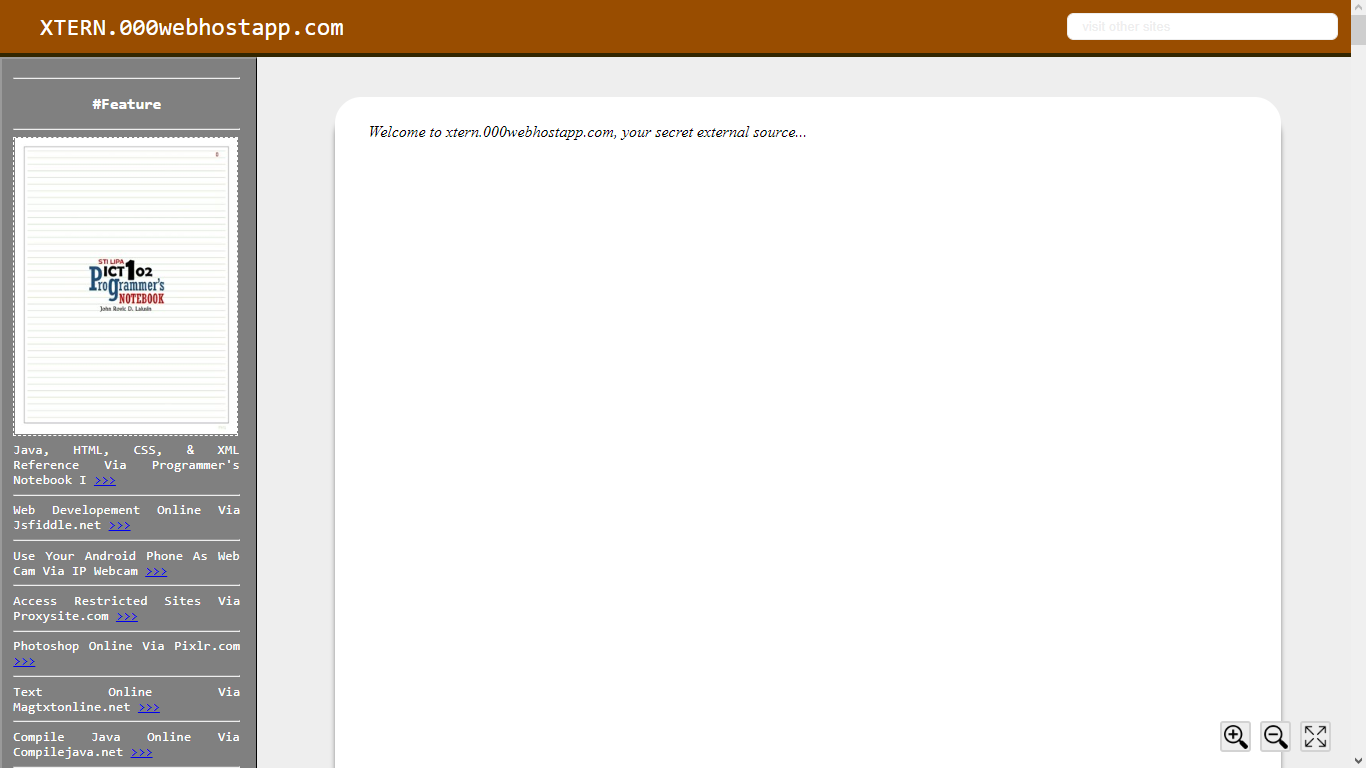 XTERN.000webhostapp.com
visit other sites
#Feature
STI LIPA
PICT102
Programmer's
NOTEBOOK
John Rovic D. Laksin
Java, HTML, CSS, & XML
Reference Via Programmer's
Notebook I >>>
Web Developement Online Via
Jsfiddle.net >>>
Use Your Android Phone As Web
Cam Via IP Webcam >>>
Access Restricted Sites Via
Proxysite.com >>>
Photoshop Online Via Pixlr.com
>>>
Text Online Via
Magtxtonline.net >>>
Compile Java Online Via
Compilejava.net >>>
Welcome to xtern.000webhostapp.com, your secret external source...